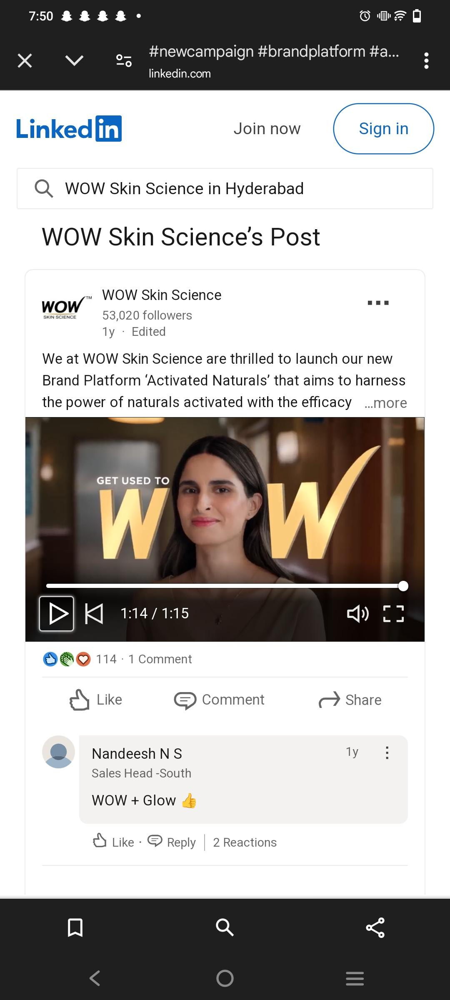 7:50
#newcampaign #brandplatform #a...
linkedin.com
Linkedin
Join now
Sign in
WOW Skin Science in Hyderabad
WOW Skin Science’s Post
WOW™
SKIN SCIENCE
WOW Skin Science
53,020 followers
1y · Edited
We at WOW Skin Science are thrilled to launch our new
Brand Platform ‘Activated Naturals’ that aims to harness
the power of naturals activated with the efficacy ...more
GET USED TO
W W
1:14 / 1:15
114 · 1 Comment
Like
Comment
Share
Nandeesh N S
1y
Sales Head -South
WOW + Glow 👍
Like · Reply | 2 Reactions